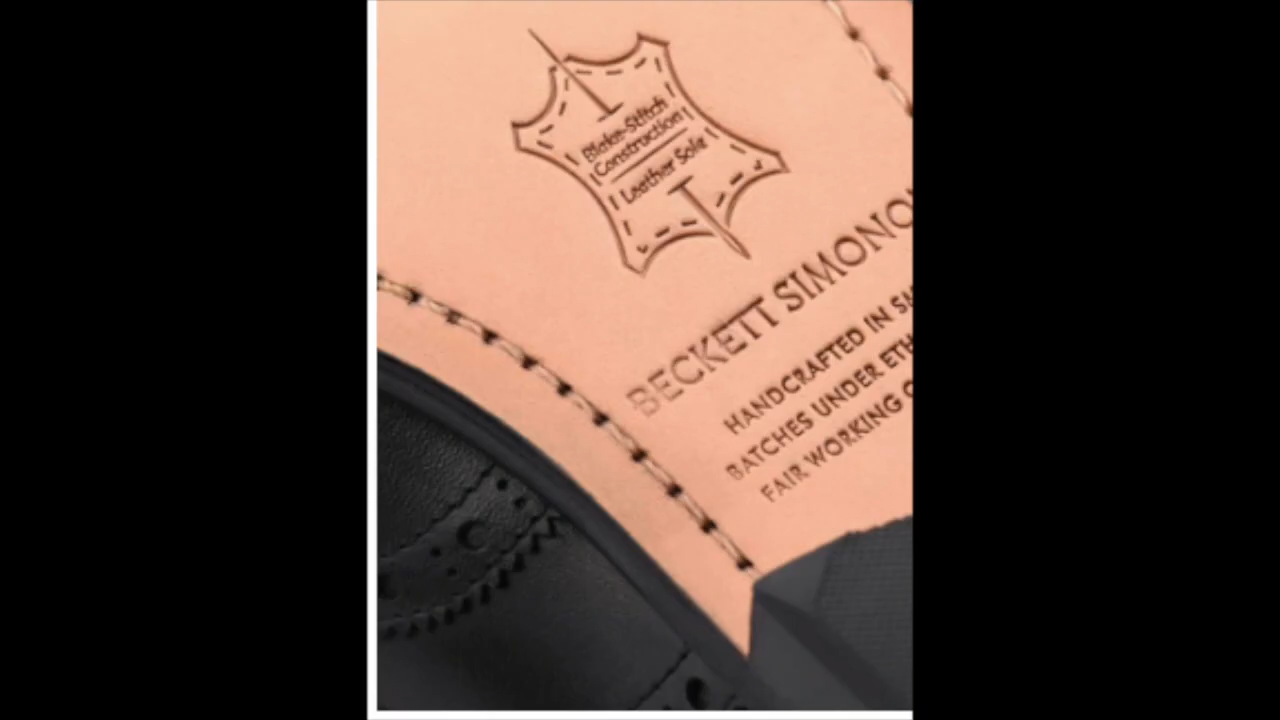 Blake-Stitch
Construction
Leather Sole
BECKETT SIMONO
HANDCRAFTED IN S
BATCHES UNDER ETH
FAIR WORKING